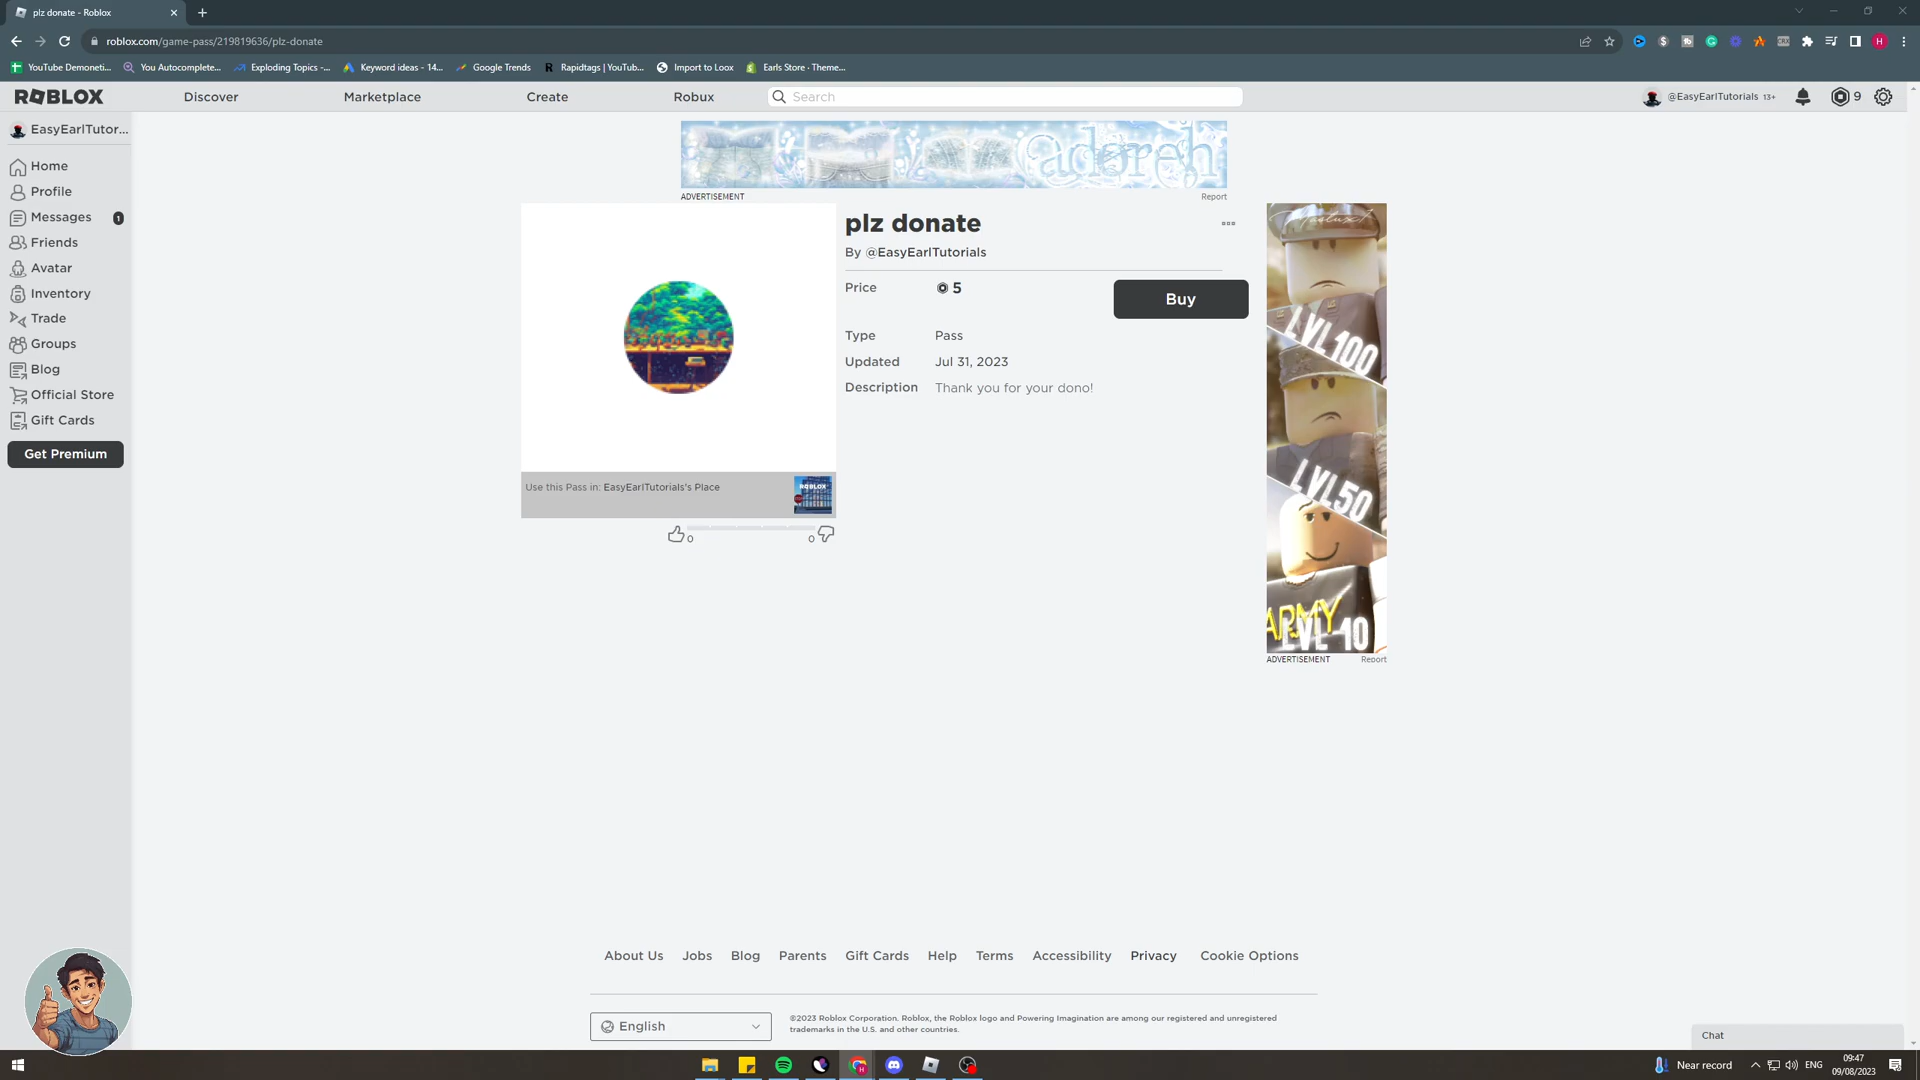 plz donate - Roblox
roblox.com/game-pass/219819636/plz-donate
YouTube Demoneti...
You Autocomplete...
Exploding Topics -...
Keyword ideas - 14...
Google Trends
Rapidtags | YouTub...
Import to Loox
Earls Store · Theme...
ROBLOX
Discover
Marketplace
Create
Robux
Search
@EasyEarlTutorials 13+
9
EasyEarlTutor...
Home
Profile
Messages 1
Friends
Avatar
Inventory
Trade
Groups
Blog
Official Store
Gift Cards
Get Premium
adoreh
ADVERTISEMENT
Report
plz donate
By @EasyEarlTutorials
Price 5
Buy
Type Pass
Updated Jul 31, 2023
Description Thank you for your dono!
Use this Pass in: EasyEarlTutorials's Place
ROBLOX
0
0
LVL100
LVL50
ARMY
LVL 10
ADVERTISEMENT
Report
About Us Jobs Blog Parents Gift Cards Help Terms Accessibility Privacy Cookie Options
English
©2023 Roblox Corporation. Roblox, the Roblox logo and Powering Imagination are among our registered and unregistered
trademarks in the U.S. and other countries.
Chat
Near record
ENG
09:47
09/08/2023